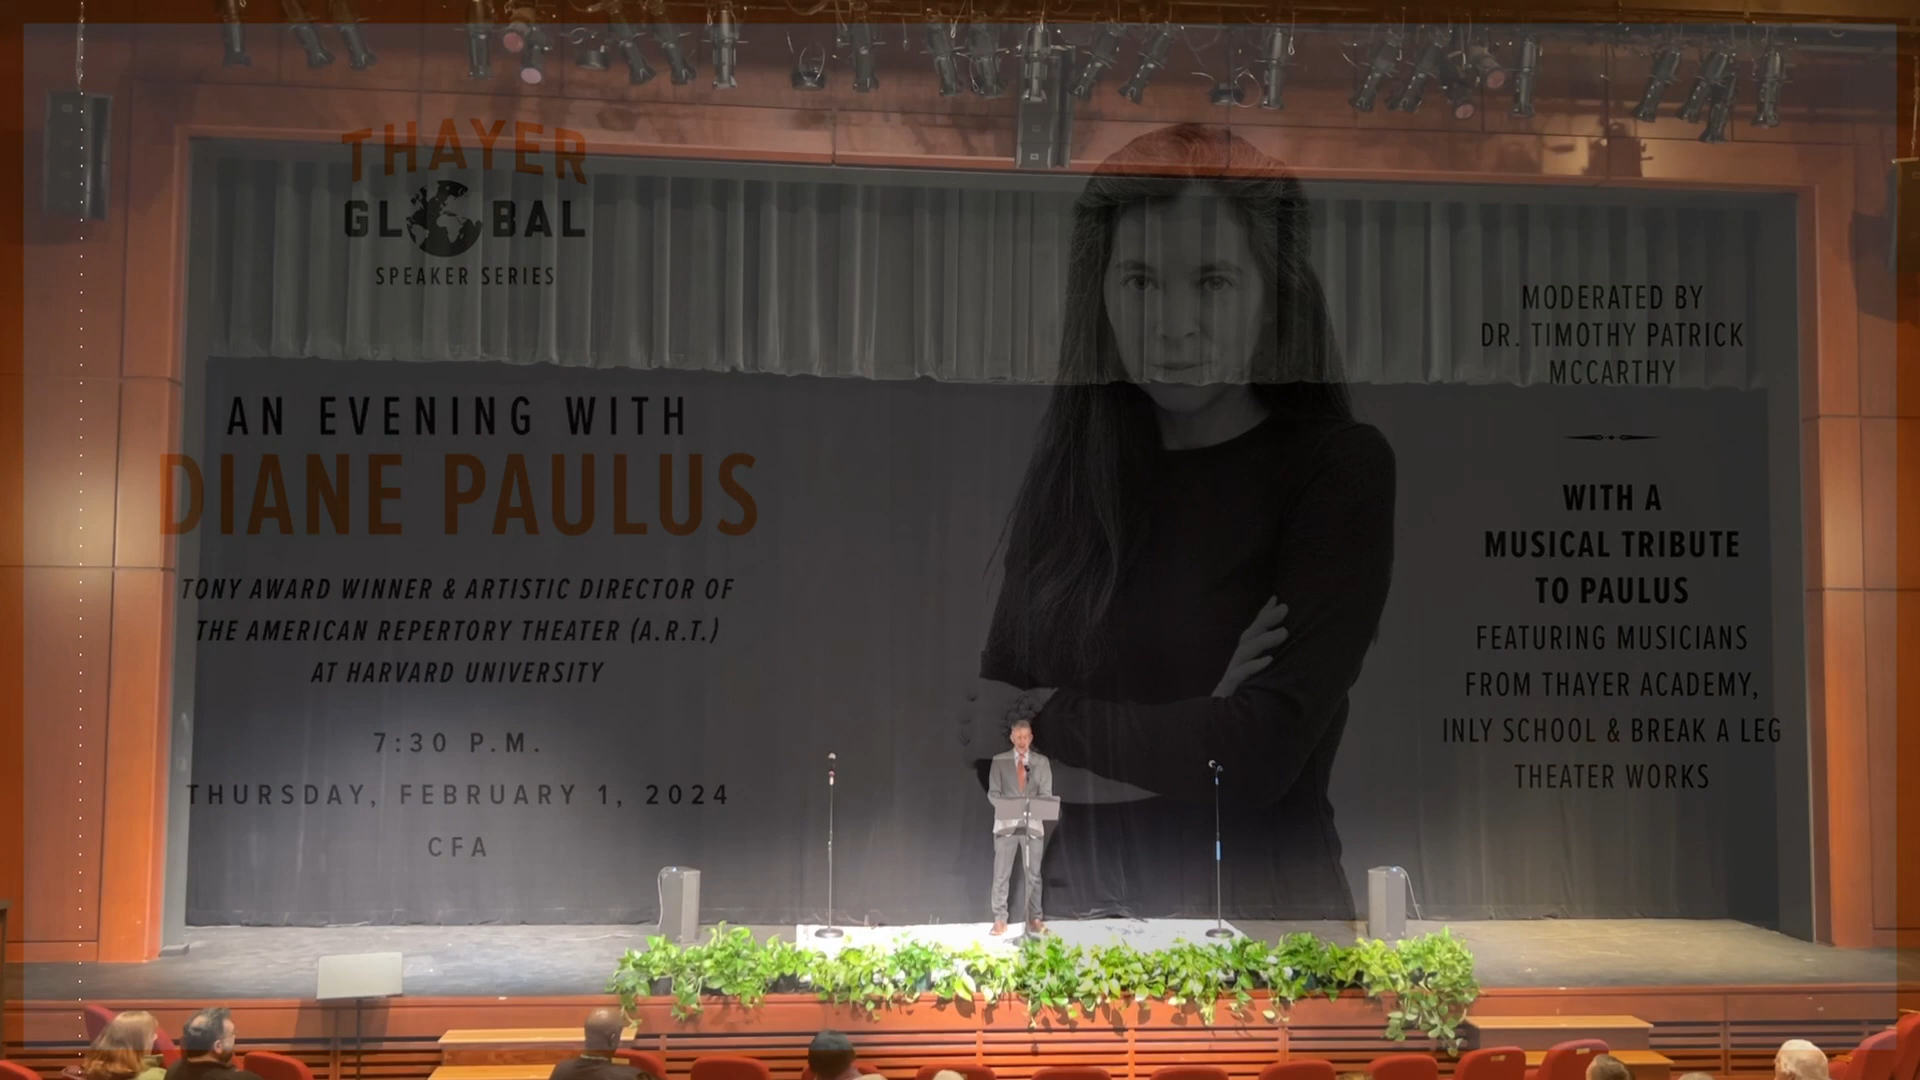 THAYER
GLOBAL
SPEAKER SERIES
AN EVENING WITH
DIANE PAULUS
TONY AWARD WINNER & ARTISTIC DIRECTOR OF
THE AMERICAN REPERTORY THEATER (A.R.T.)
AT HARVARD UNIVERSITY
7:30 P.M.
THURSDAY, FEBRUARY 1, 2024
CFA
MODERATED BY
DR. TIMOTHY PATRICK
MCCARTHY
WITH A
MUSICAL TRIBUTE
TO PAULUS
FEATURING MUSICIANS
FROM THAYER ACADEMY,
INLY SCHOOL & BREAK A LEG
THEATER WORKS